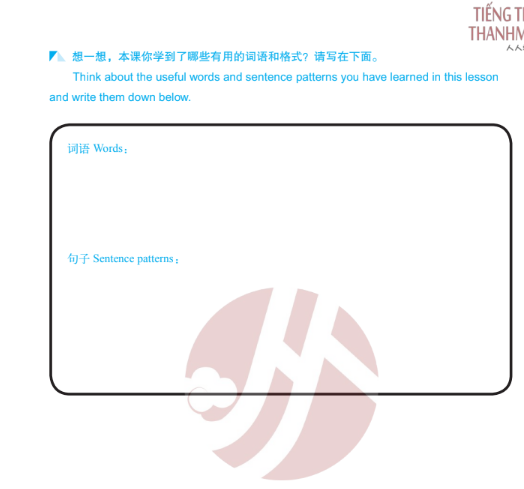 TIẾNG T
THANHM
人人
想一想，本课你学到了哪些有用的词语和格式？请写在下面。
Think about the useful words and sentence patterns you have learned in this lesson
and write them down below.
词语 Words：
句子 Sentence patterns：